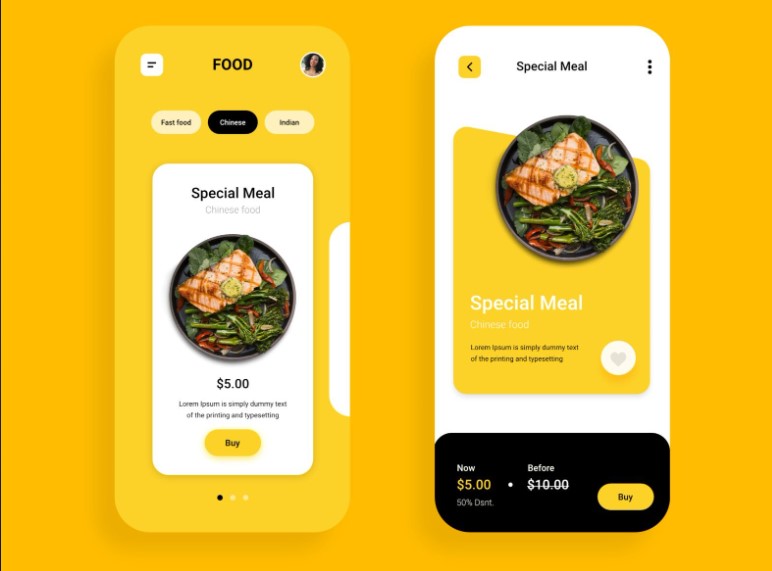 FOOD
Fast food
Chinese
Indian
Special Meal
Chinese food
$5.00
Lorem Ipsum is simply dummy text
of the printing and typesetting
Buy
Special Meal
Special Meal
Chinese food
Lorem Ipsum is simply dummy text
of the printing and typesetting
Now
Before
$5.00
$10.00
50% Dsnt.
Buy